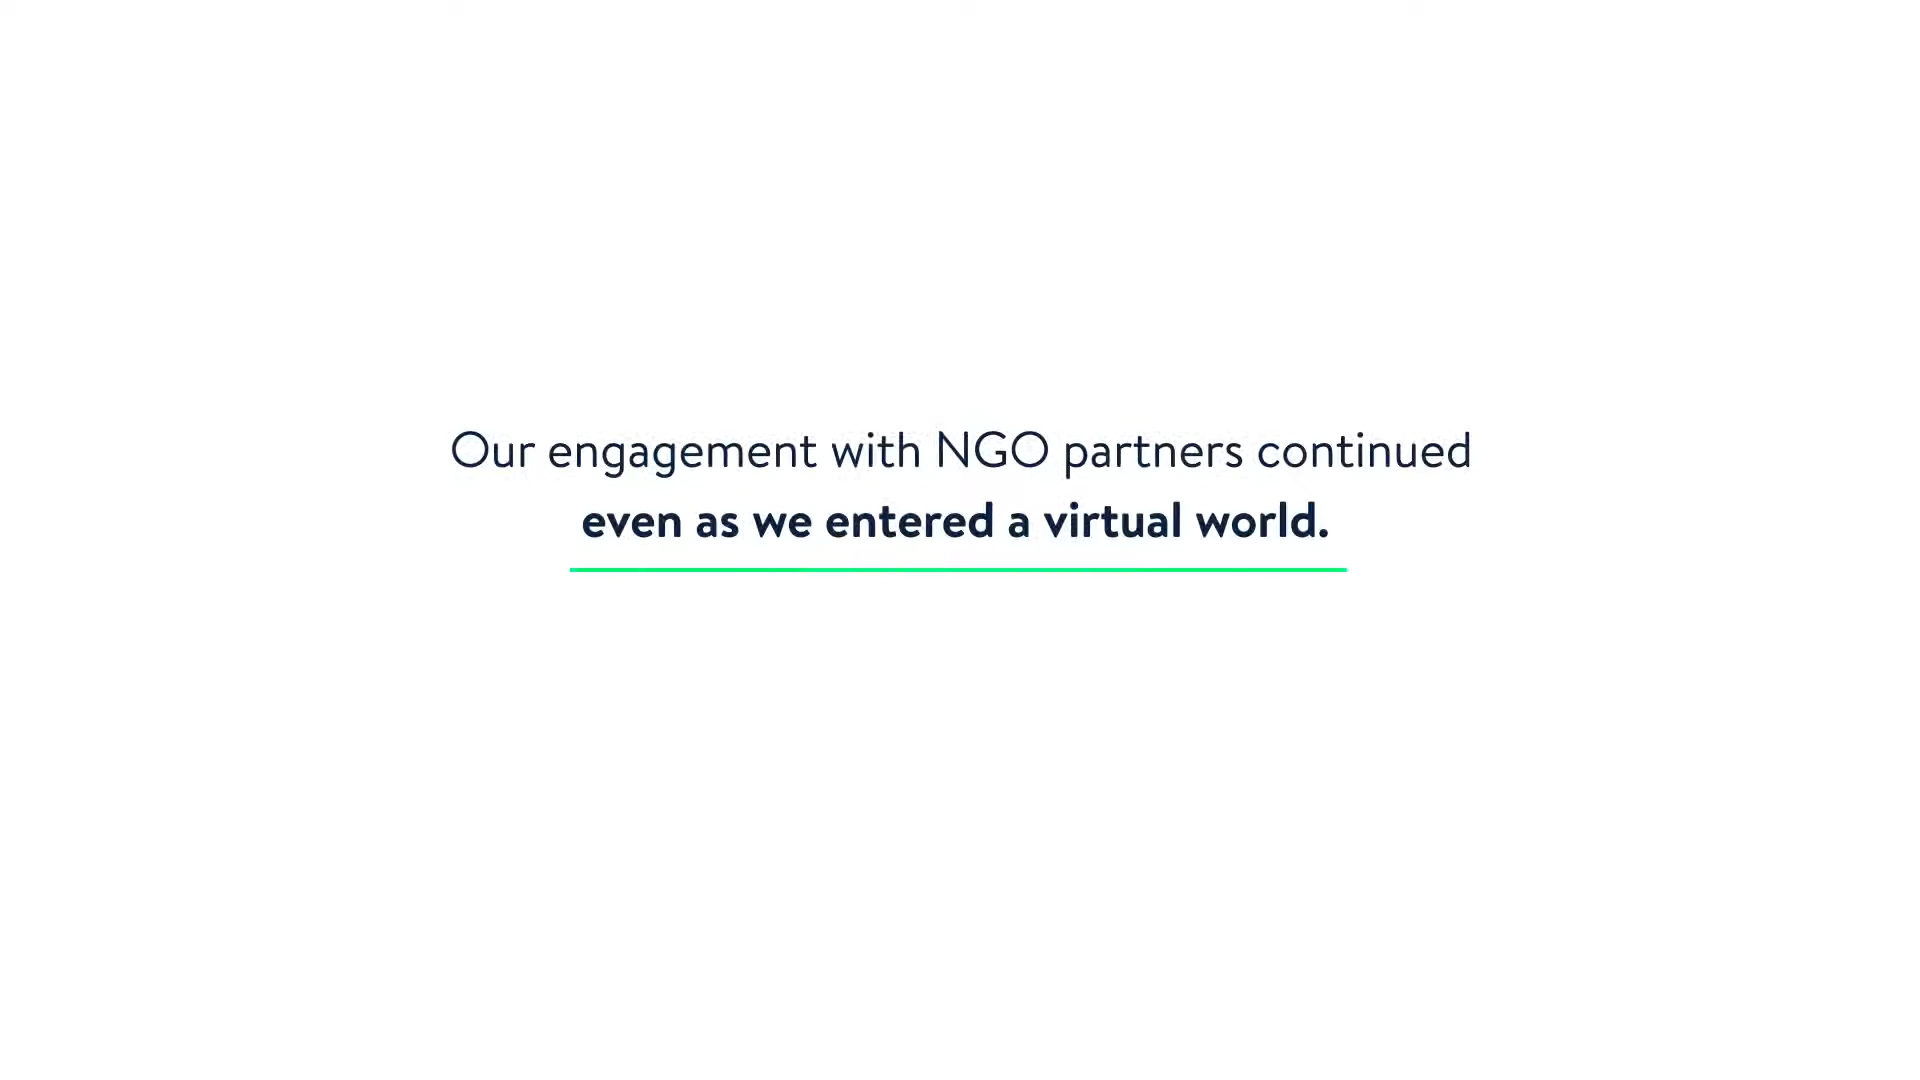 Our engagement with NGO partners continued
even as we entered a virtual world.